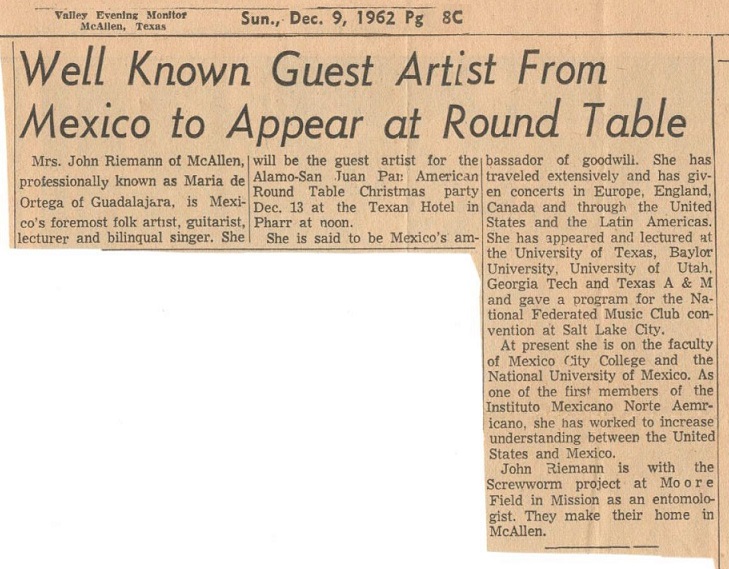 Valley Evening Monitor
McAllen, Texas
Sun., Dec. 9, 1962 Pg 8C
Well Known Guest Artist From
Mexico to Appear at Round Table
Mrs. John Riemann of McAllen,
professionally known as Maria de
Ortega of Guadalajara, is Mexi-
co's foremost folk artist, guitarist,
lecturer and bilinqual singer. She
will be the guest artist for the
Alamo-San Juan Pan American
Round Table Christmas party
Dec. 13 at the Texan Hotel in
Pharr at noon.
She is said to be Mexico's am-
bassador of goodwill. She has
traveled extensively and has giv-
en concerts in Europe, England,
Canada and through the United
States and the Latin Americas.
She has appeared and lectured at
the University of Texas, Baylor
University, University of Utah,
Georgia Tech and Texas A & M
and gave a program for the Na-
tional Federated Music Club con-
vention at Salt Lake City.
At present she is on the faculty
of Mexico City College and the
National University of Mexico. As
one of the first members of the
Instituto Mexicano Norte Aemr-
icano, she has worked to increase
understanding between the United
States and Mexico.
John Riemann is with the
Screwworm project at Moore
Field in Mission as an entomolo-
gist. They make their home in
McAllen.